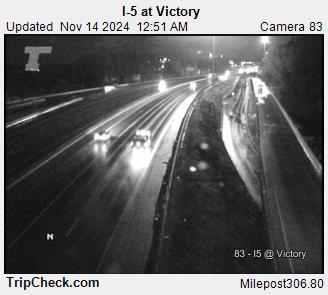 I-5 at Victory
Updated Nov 14 2024 12:51 AM Camera 83
N
83 - I5 @ Victory
TripCheck.com Milepost306.80